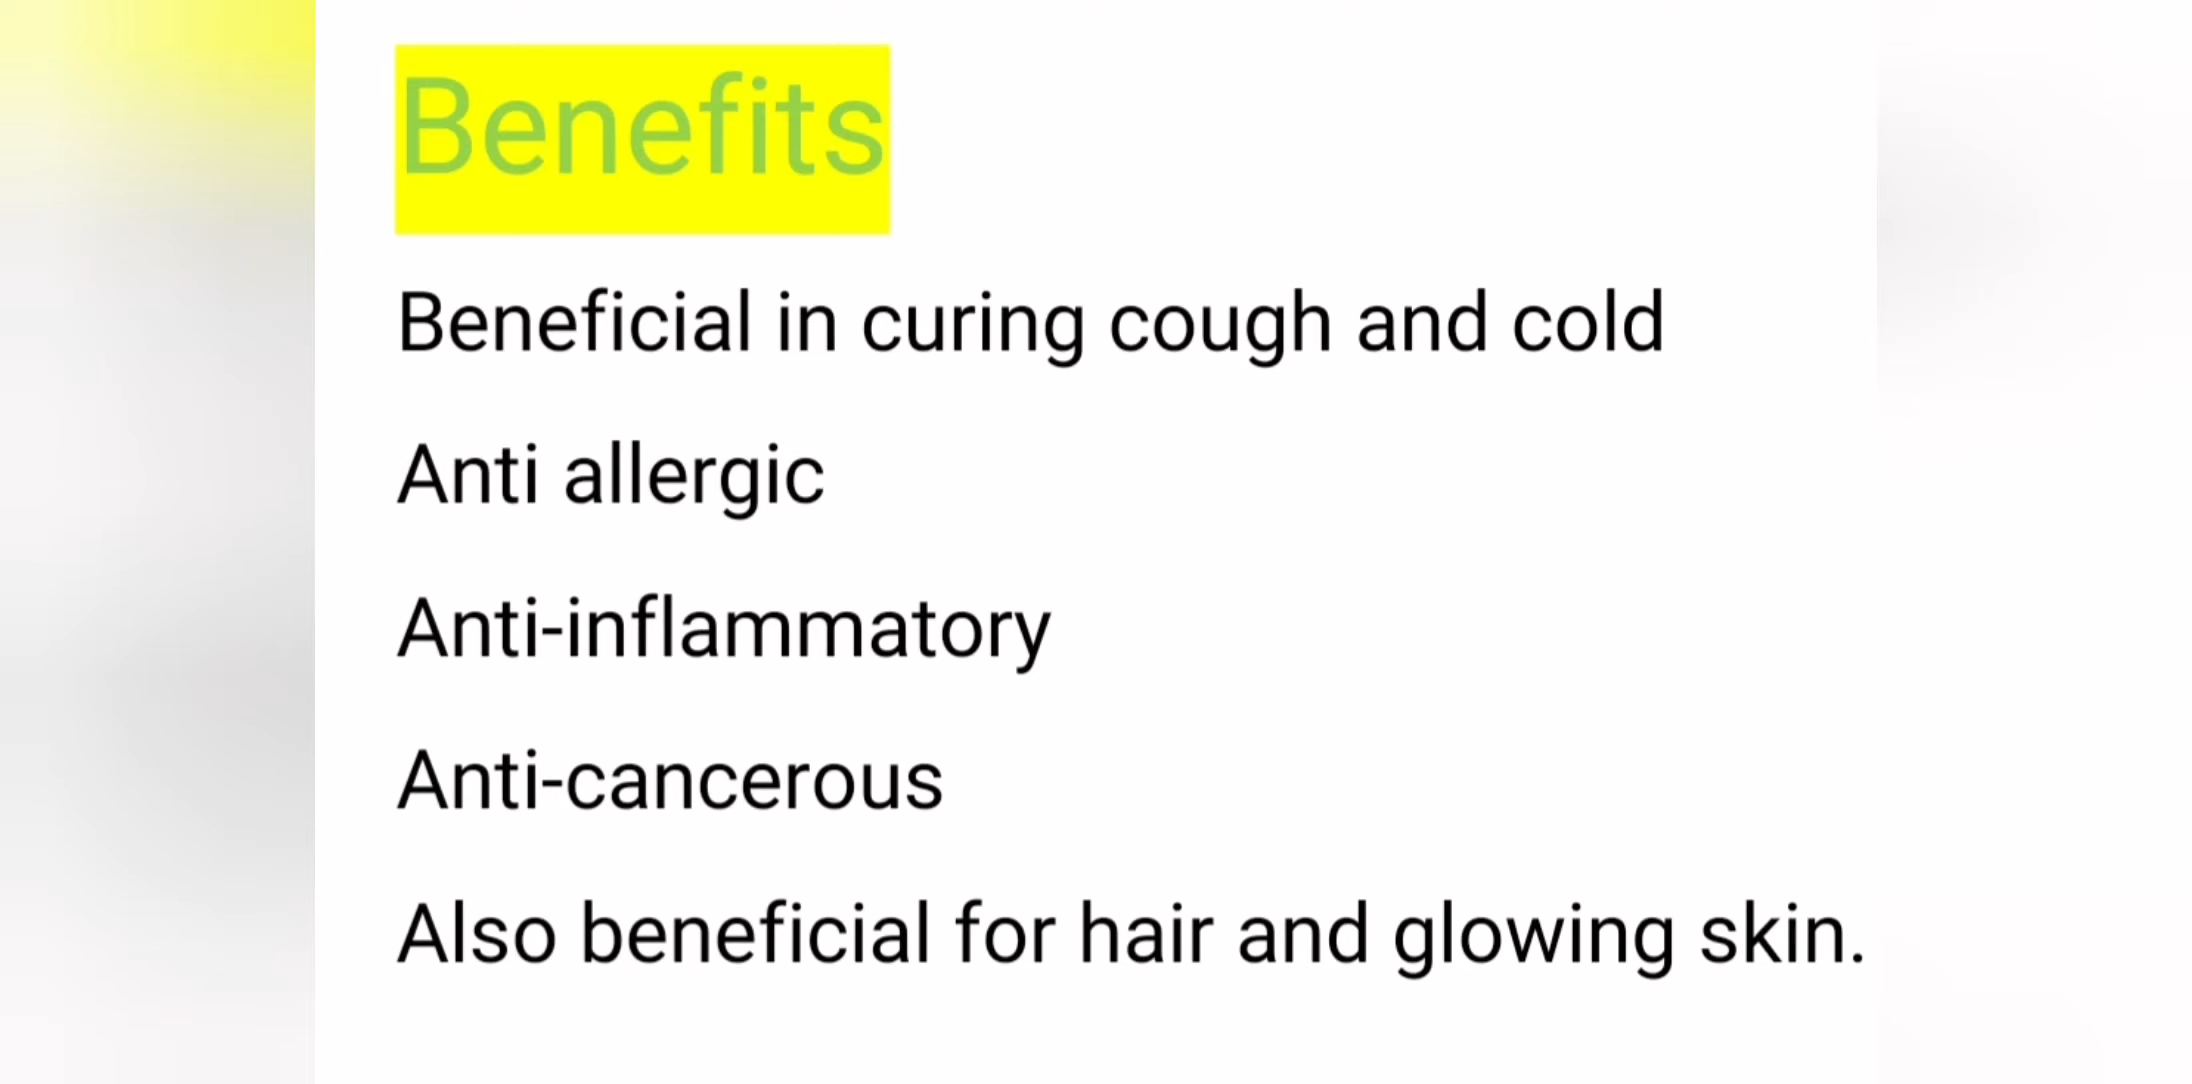 Benefits
Beneficial in curing cough and cold
Anti allergic
Anti-inflammatory
Anti-cancerous
Also beneficial for hair and glowing skin.